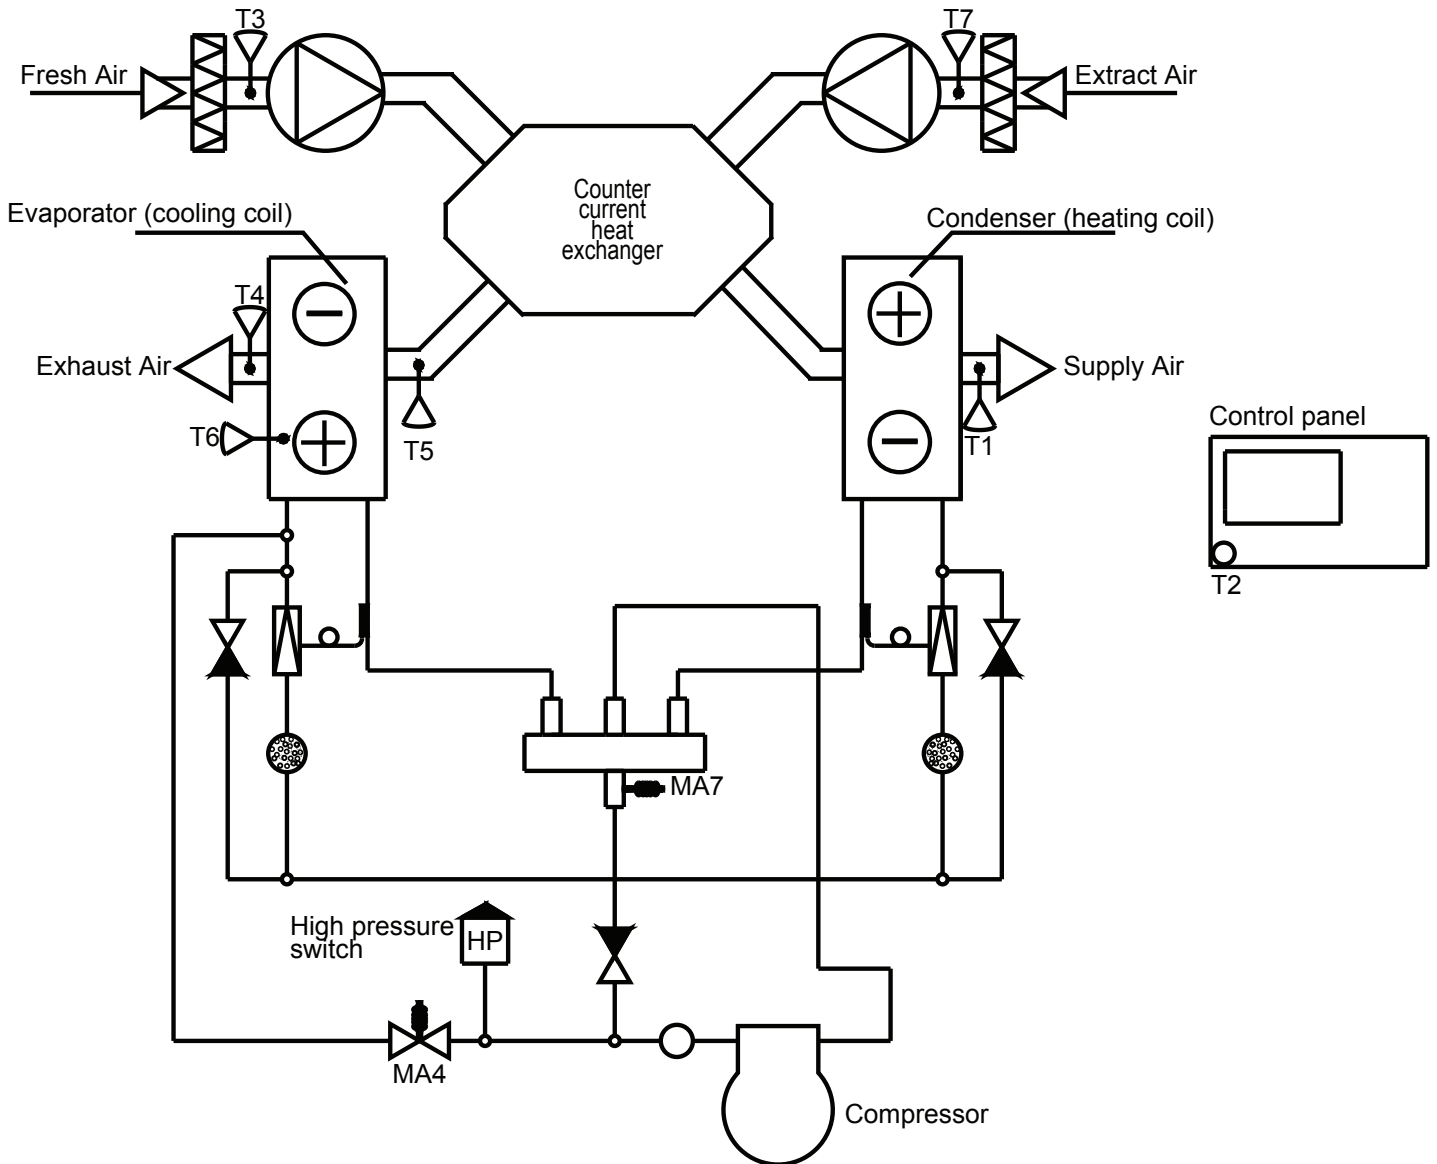 T3
T7
Fresh Air
Extract Air
Counter
current
heat
exchanger
Evaporator (cooling coil)
Condenser (heating coil)
T4
Exhaust Air
Supply Air
T6
T5
T1
Control panel
T2
MA7
High pressure
switch
HP
MA4
Compressor